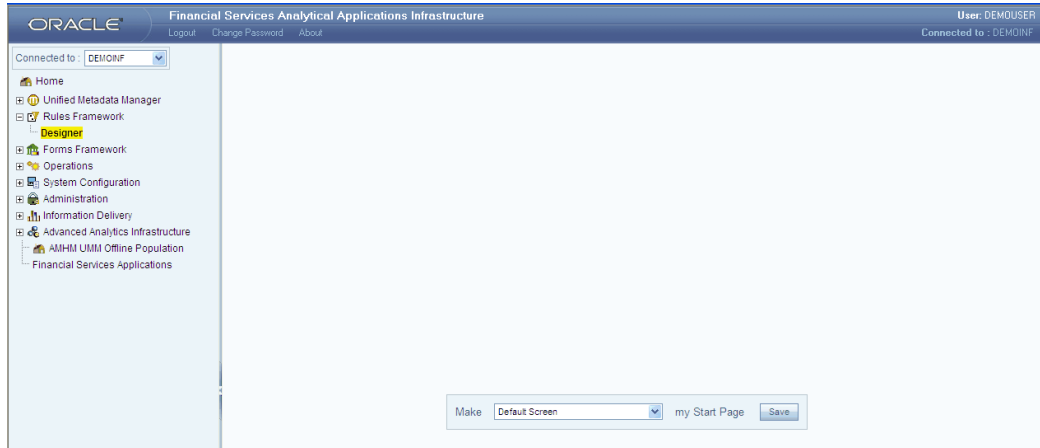 ORACLE
Financial Services Analytical Applications Infrastructure
User: DEMOUSER
Logout Change Password About
Connected to : DEMOINF
Connected to : DEMOINF
Home
Unified Metadata Manager
Rules Framework
Designer
Forms Framework
Operations
System Configuration
Administration
Information Delivery
Advanced Analytics Infrastructure
AMHM UMM Offline Population
Financial Services Applications
Make Default Screen my Start Page Save